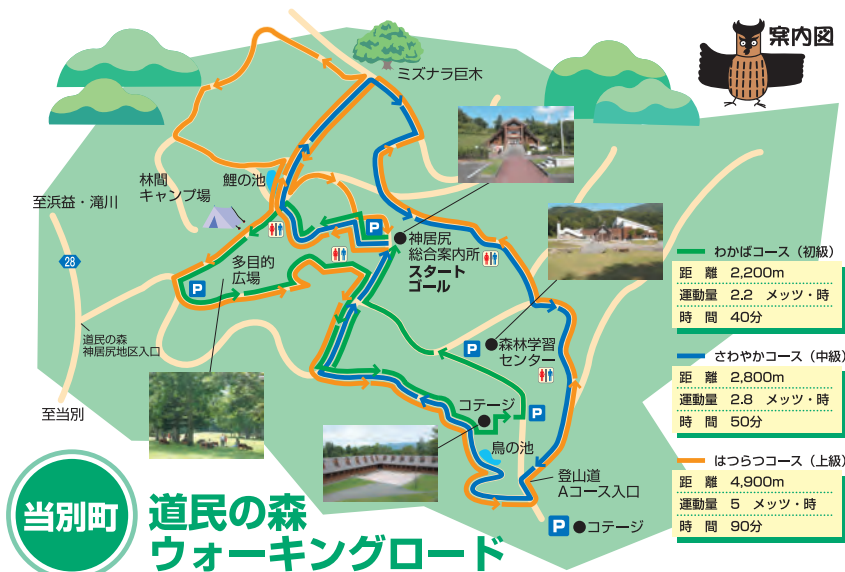 案内図
ミズナラ巨木
林間
キャンプ場
鯉の池
至浜益・滝川
28
P
神居尻
総合案内所
スタート
ゴール
多目的
広場
P
道民の森
神居尻地区入口
至当別
P
森林学習
センター
コテージ
P
鳥の池
登山道
Aコース入口
P
コテージ
わかばコース（初級）
距　離　2,200m
運動量　2.2　メッツ・時
時　間　40分
さわやかコース（中級）
距　離　2,800m
運動量　2.8　メッツ・時
時　間　50分
はつらつコース（上級）
距　離　4,900m
運動量　5　メッツ・時
時　間　90分
当別町
道民の森
ウォーキングロード